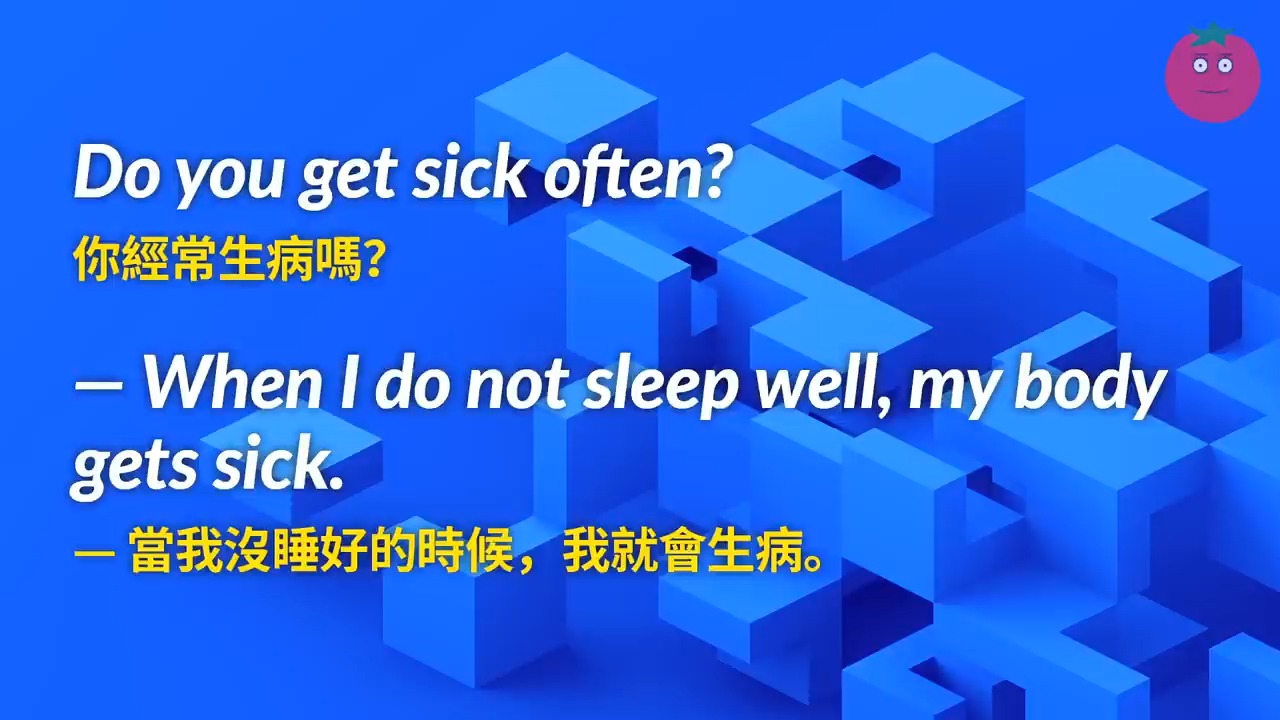 Do you get sick often?
你經常生病嗎?
— When I do not sleep well, my body
gets sick.
— 當我沒睡好的時候，我就會生病。